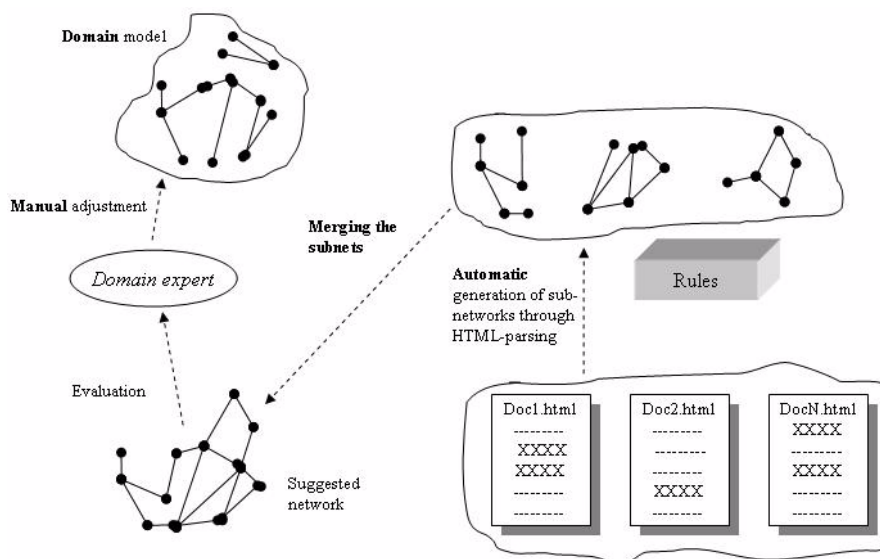 Domain model
Manual adjustment
Domain expert
Evaluation
Suggested
network
Merging the
subnets
Automatic
generation of sub-
networks through
HTML-parsing
Rules
Doc1.html
--------
XXXX
XXXX
--------
--------
Doc2.html
--------
--------
--------
XXXX
--------
DocN.html
XXXX
--------
XXXX
--------
--------